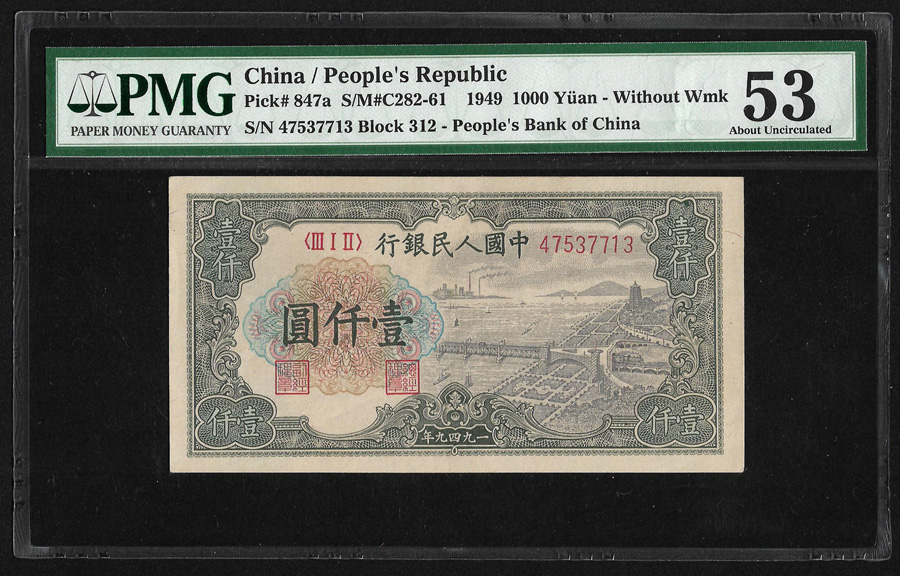 PMG
PAPER MONEY GUARANTY
China / People's Republic
Pick# 847a S/M#C282-61 1949 1000 Yüan - Without Wmk
S/N 47537713 Block 312 - People's Bank of China
53
About Uncirculated
壹仟
壹仟
〈III I II〉 行銀民人國中 47537713
圓仟壹
仟壹
仟壹
年九四九一